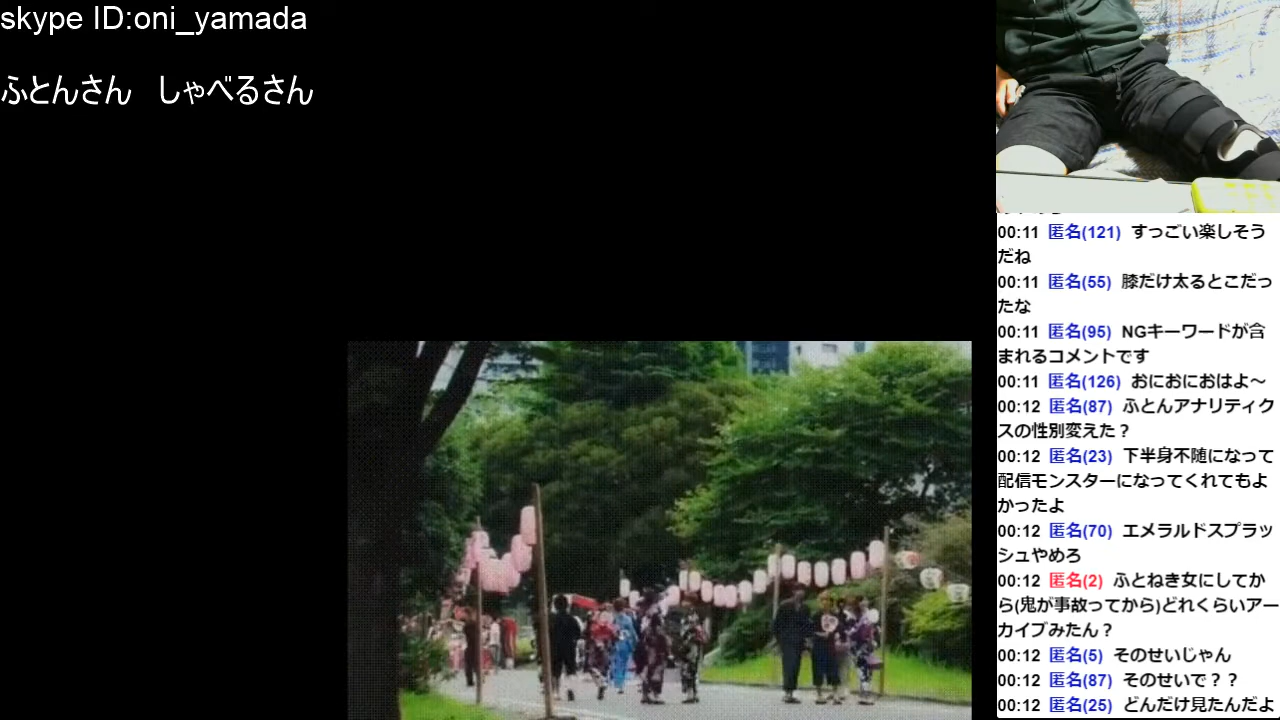 skype ID:oni_yamada
ふとんさん　しゃべるさん
00:11 匿名(121) すっごい楽しそう
だね
00:11 匿名(55) 膝だけ太るとこだっ
たな
00:11 匿名(95) NGキーワードが含
まれるコメントです
00:11 匿名(126) おにおにおはよ〜
00:12 匿名(87) ふとんアナリティク
スの性別変えた？
00:12 匿名(23) 下半身不随になって
配信モンスターになってくれてもよ
かったよ
00:12 匿名(70) エメラルドスプラッ
シュやめろ
00:12 匿名(2) ふとねき女にしてか
ら(鬼が事故ってから)どれくらいアー
カイブみたん？
00:12 匿名(5) そのせいじゃん
00:12 匿名(87) そのせいで？？
00:12 匿名(25) どんだけ見たんだよ